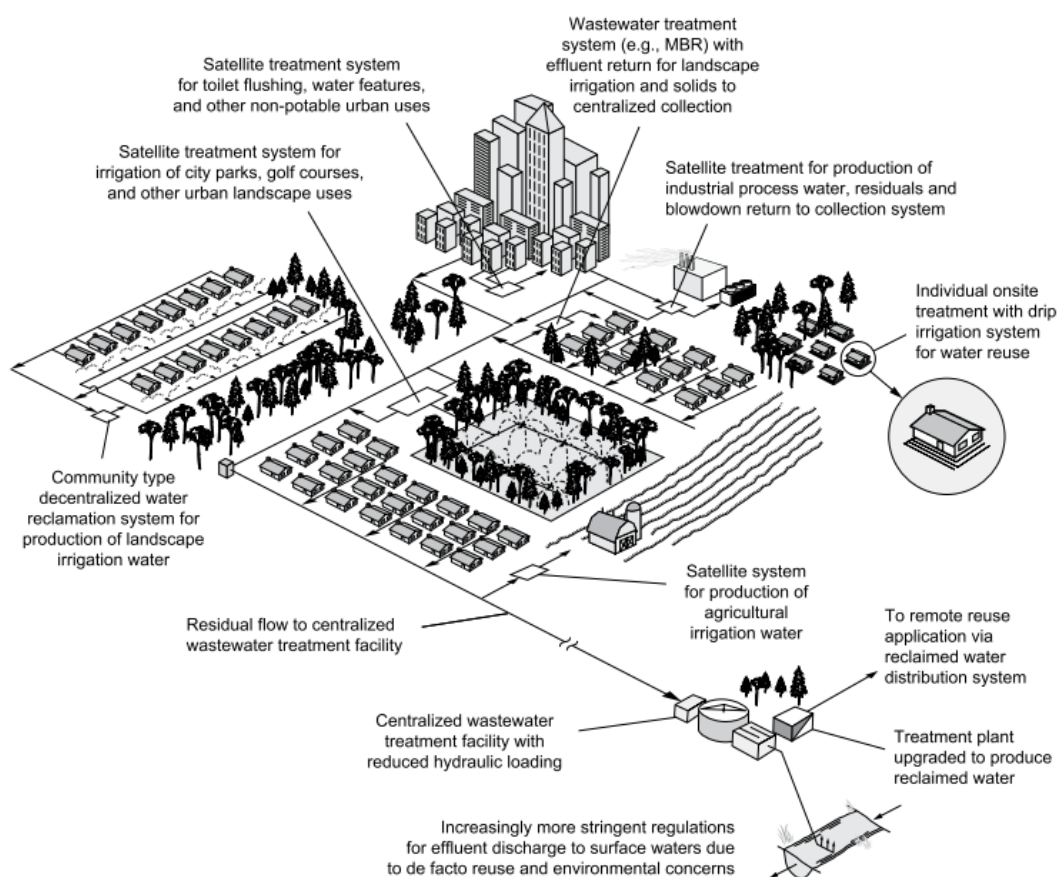 Wastewater treatment
system (e.g., MBR) with
effluent return for landscape
irrigation and solids to
centralized collection
Satellite treatment system
for toilet flushing, water features,
and other non-potable urban uses
Satellite treatment system for
irrigation of city parks, golf courses,
and other urban landscape uses
Satellite treatment for production of
industrial process water, residuals and
blowdown return to collection system
Individual onsite
treatment with drip
irrigation system
for water reuse
Community type
decentralized water
reclamation system for
production of landscape
irrigation water
Satellite system
for production of
agricultural
irrigation water
Residual flow to centralized
wastewater treatment facility
To remote reuse
application via
reclaimed water
distribution system
Centralized wastewater
treatment facility with
reduced hydraulic loading
Treatment plant
upgraded to produce
reclaimed water
Increasingly more stringent regulations
for effluent discharge to surface waters due
to de facto reuse and environmental concerns